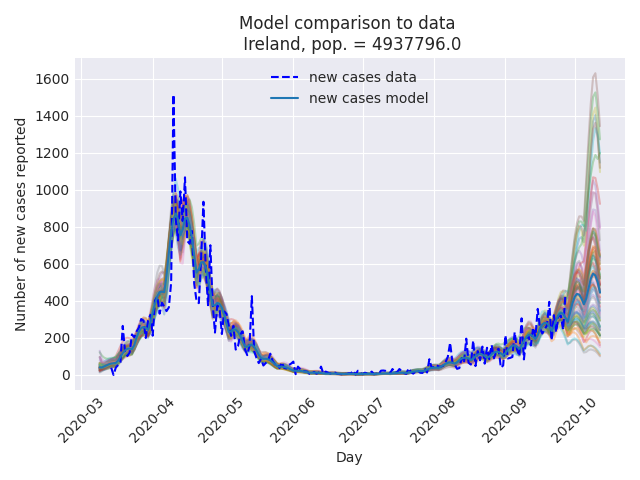 Model comparison to data
Ireland, pop. = 4937796.0
new cases data
new cases model
Number of new cases reported
1600
1400
1200
1000
800
600
400
200
0
2020-03
2020-04
2020-05
2020-06
2020-07
2020-08
2020-09
2020-10
Day